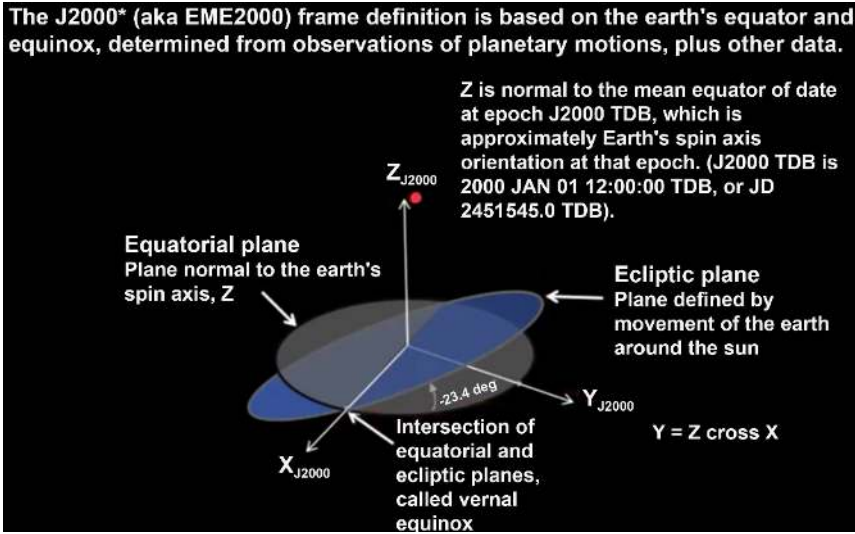 The J2000* (aka EME2000) frame definition is based on the earth's equator and
equinox, determined from observations of planetary motions, plus other data.
Z is normal to the mean equator of date
at epoch J2000 TDB, which is
approximately Earth's spin axis
orientation at that epoch. (J2000 TDB is
2000 JAN 01 12:00:00 TDB, or JD
2451545.0 TDB).
ZJ2000
Equatorial plane
Plane normal to the earth's
spin axis, Z
Ecliptic plane
Plane defined by
movement of the earth
around the sun
-23.4 deg
YJ2000
Y = Z cross X
XJ2000
Intersection of
equatorial and
ecliptic planes,
called vernal
equinox